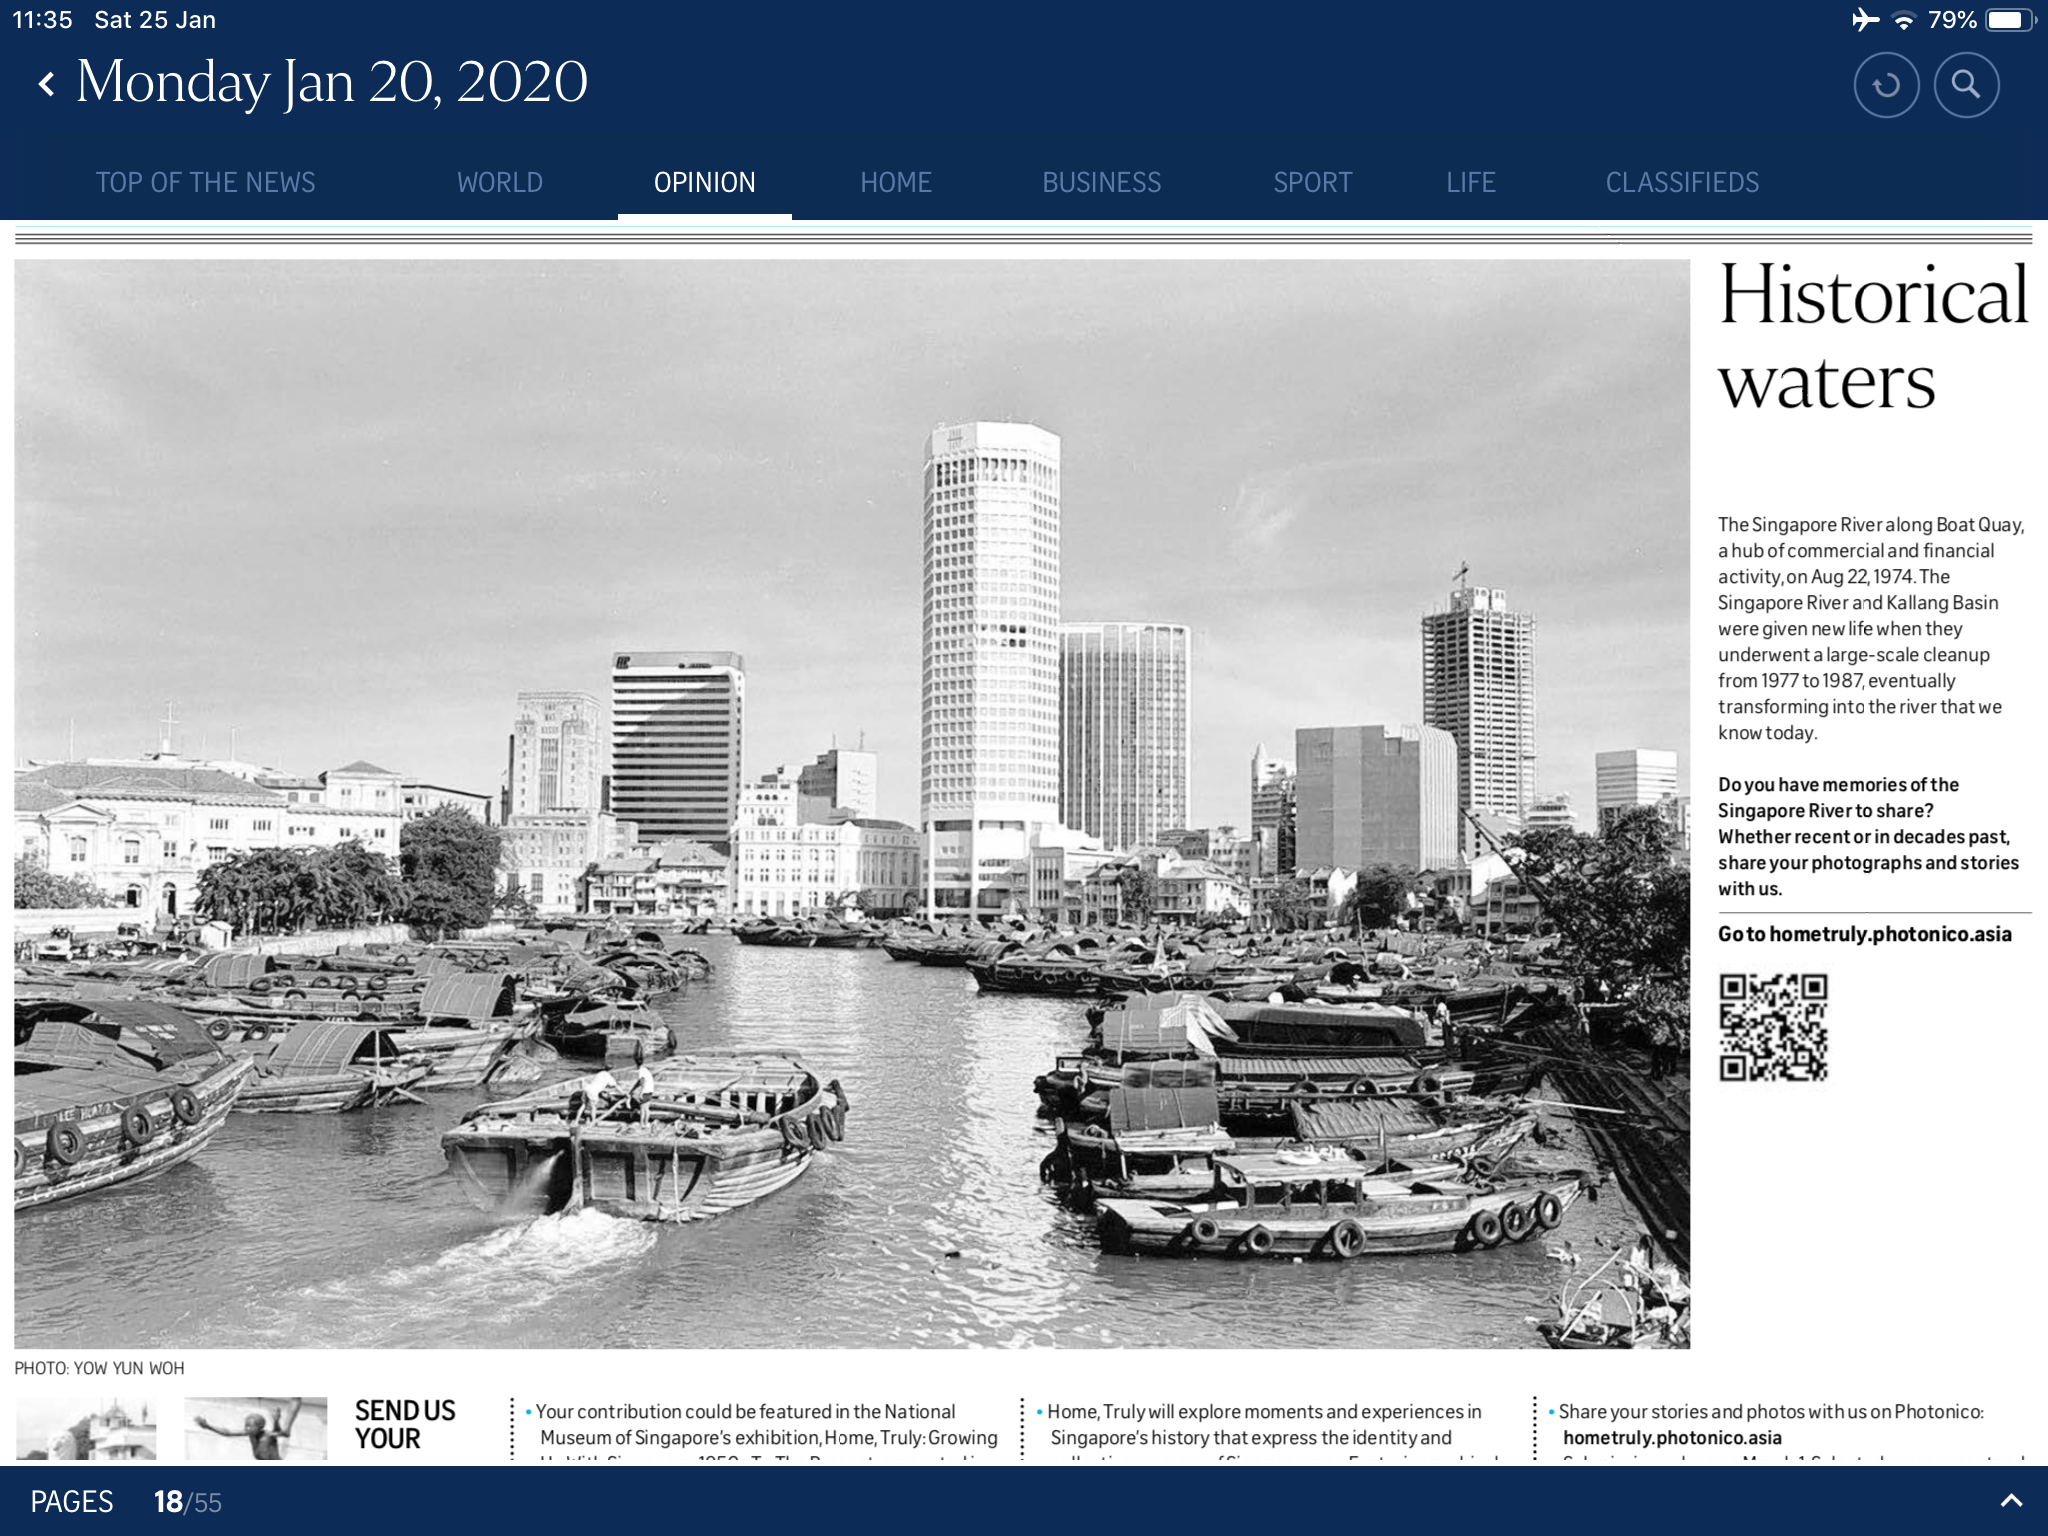 11:35 Sat 25 Jan
79%
Monday Jan 20, 2020
TOP OF THE NEWS WORLD OPINION HOME BUSINESS SPORT LIFE CLASSIFIEDS
Historical
waters
The Singapore River along Boat Quay,
a hub of commercial and financial
activity, on Aug 22, 1974. The
Singapore River and Kallang Basin
were given new life when they
underwent a large-scale cleanup
from 1977 to 1987, eventually
transforming into the river that we
know today.
Do you have memories of the
Singapore River to share?
Whether recent or in decades past,
share your photographs and stories
with us.
Go to hometruly.photonico.asia
PHOTO: YOW YUN WOH
SEND US
YOUR
• Your contribution could be featured in the National
Museum of Singapore's exhibition, Home, Truly: Growing
• Home, Truly will explore moments and experiences in
Singapore's history that express the identity and
• Share your stories and photos with us on Photonico:
hometruly.photonico.asia
PAGES 18/55